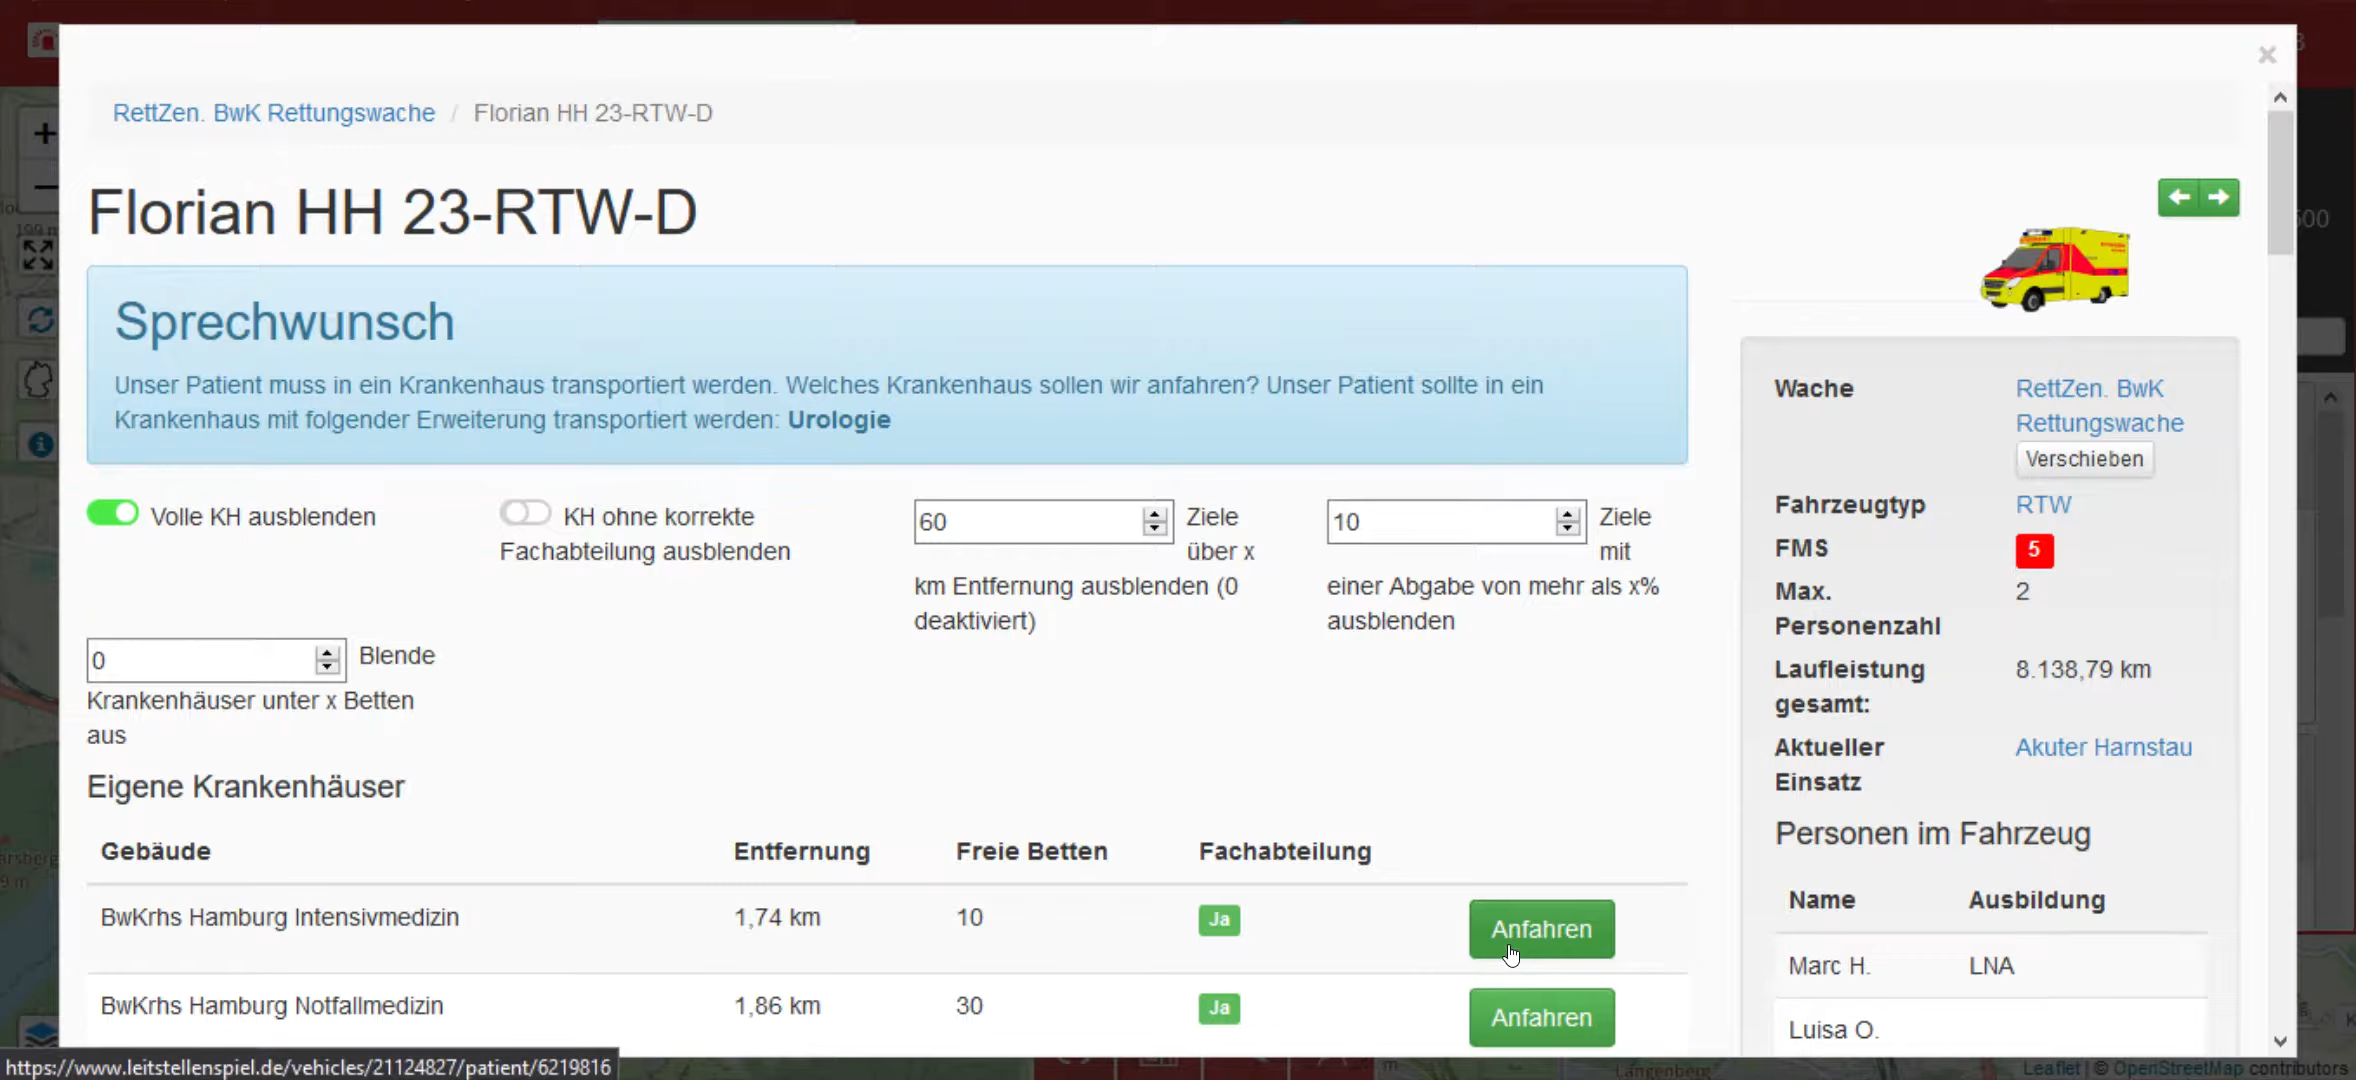 RettZen. BwK Rettungswache / Florian HH 23-RTW-D
Florian HH 23-RTW-D
Sprechwunsch
Unser Patient muss in ein Krankenhaus transportiert werden. Welches Krankenhaus sollen wir anfahren? Unser Patient sollte in ein
Krankenhaus mit folgender Erweiterung transportiert werden: Urologie
Volle KH ausblenden
KH ohne korrekte
Fachabteilung ausblenden
60 Ziele
über x
km Entfernung ausblenden (0
deaktiviert)
10 Ziele
mit
einer Abgabe von mehr als x%
ausblenden
0 Blende
Krankenhäuser unter x Betten
aus
Eigene Krankenhäuser
Gebäude Entfernung Freie Betten Fachabteilung
BwKrhs Hamburg Intensivmedizin 1,74 km 10 Ja Anfahren
BwKrhs Hamburg Notfallmedizin 1,86 km 30 Ja Anfahren
Wache RettZen. BwK
Rettungswache
Verschieben
Fahrzeugtyp RTW
FMS 5
Max. 2
Personenzahl
Laufleistung 8.138,79 km
gesamt:
Aktueller Akuter Harnstau
Einsatz
Personen im Fahrzeug
Name Ausbildung
Marc H. LNA
Luisa O.
https://www.leitstellenspiel.de/vehicles/21124827/patient/6219816
Langenberg
Leaflet | © OpenStreetMap contributors